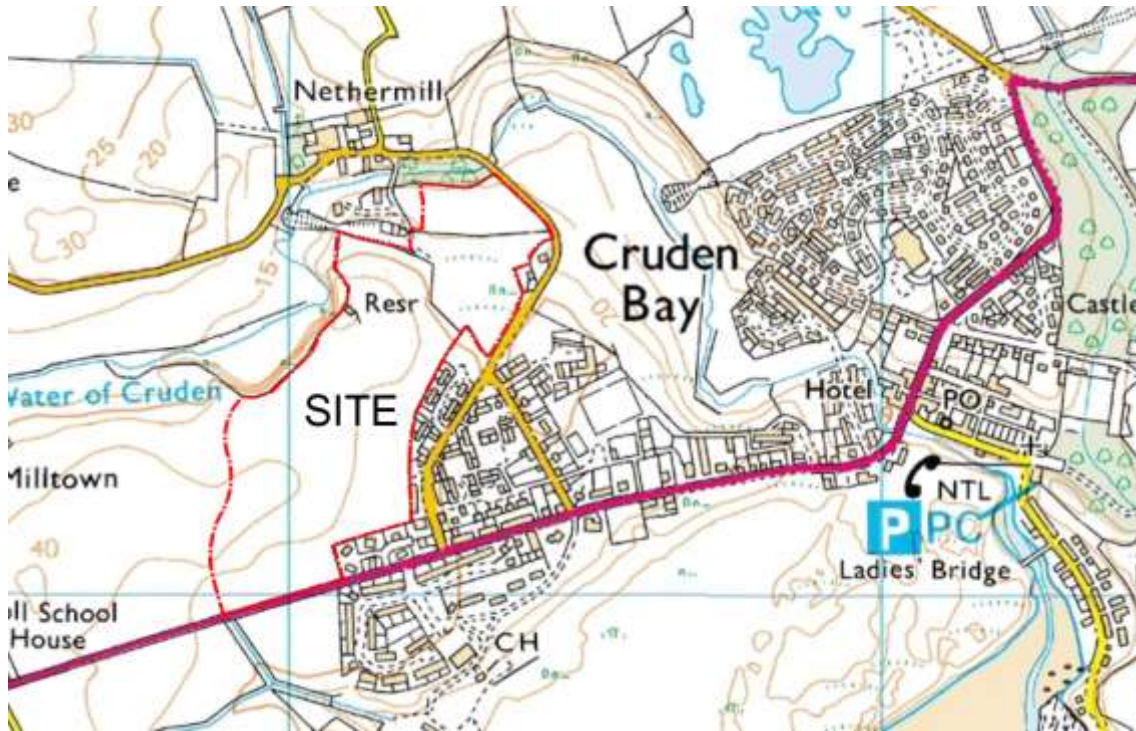 Nethermill
30
25
20
e
30
15
Cruden
Bay
20
Resr
Castle
Water of Cruden
SITE
Hotel
PO
Milltown
NTL
P PC
40
Ladies' Bridge
ll School
House
CH